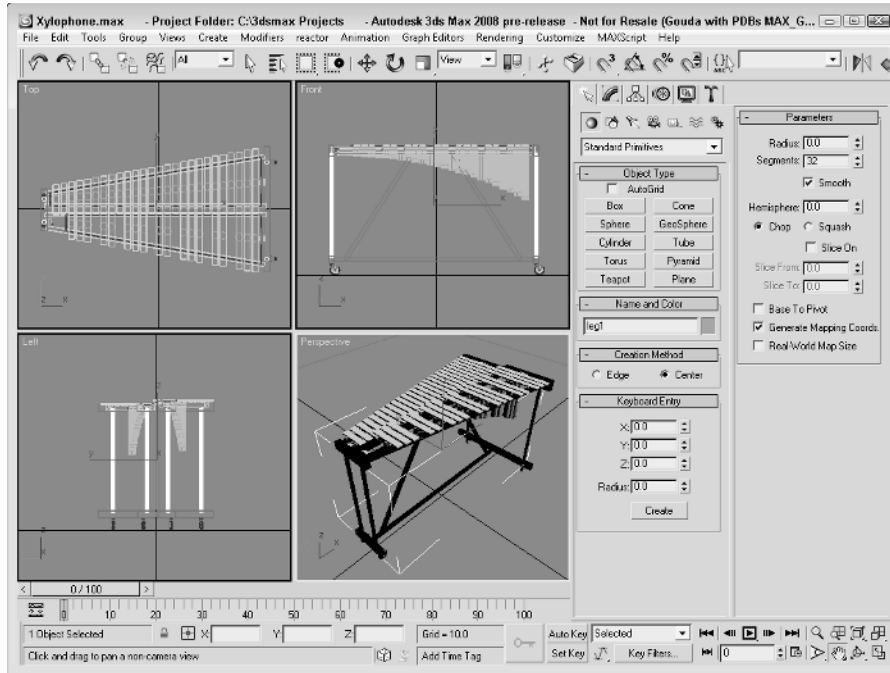 Xylophone.max - Project Folder: C:\3dsmax Projects - Autodesk 3ds Max 2008 pre-release - Not for Resale (Gouda with PDBs MAX_G...
File Edit Tools Group Views Create Modifiers reactor Animation Graph Editors Rendering Customize MAXScript Help
All
View
Top
Front
Left
Perspective
Standard Primitives
- Object Type
AutoGrid
Box Cone
Sphere GeoSphere
Cylinder Tube
Torus Pyramid
Teapot Plane
- Name and Color
leg1
- Creation Method
Edge Center
- Keyboard Entry
X: 0.0
Y: 0.0
Z: 0.0
Radius: 0.0
Create
- Parameters
Radius: 0.0
Segments: 32
Smooth
Hemisphere: 0.0
Chop Squash
Slice On
Slice From: 0.0
Slice To: 0.0
Base To Pivot
Generate Mapping Coords.
Real-World Map Size
< 0 / 100 >
0 10 20 30 40 50 60 70 80 90 100
1 Object Selected X: Y: Z: Grid = 10.0 Auto Key Selected
Click and drag to pan a non-camera view Add Time Tag Set Key Key Filters... 0